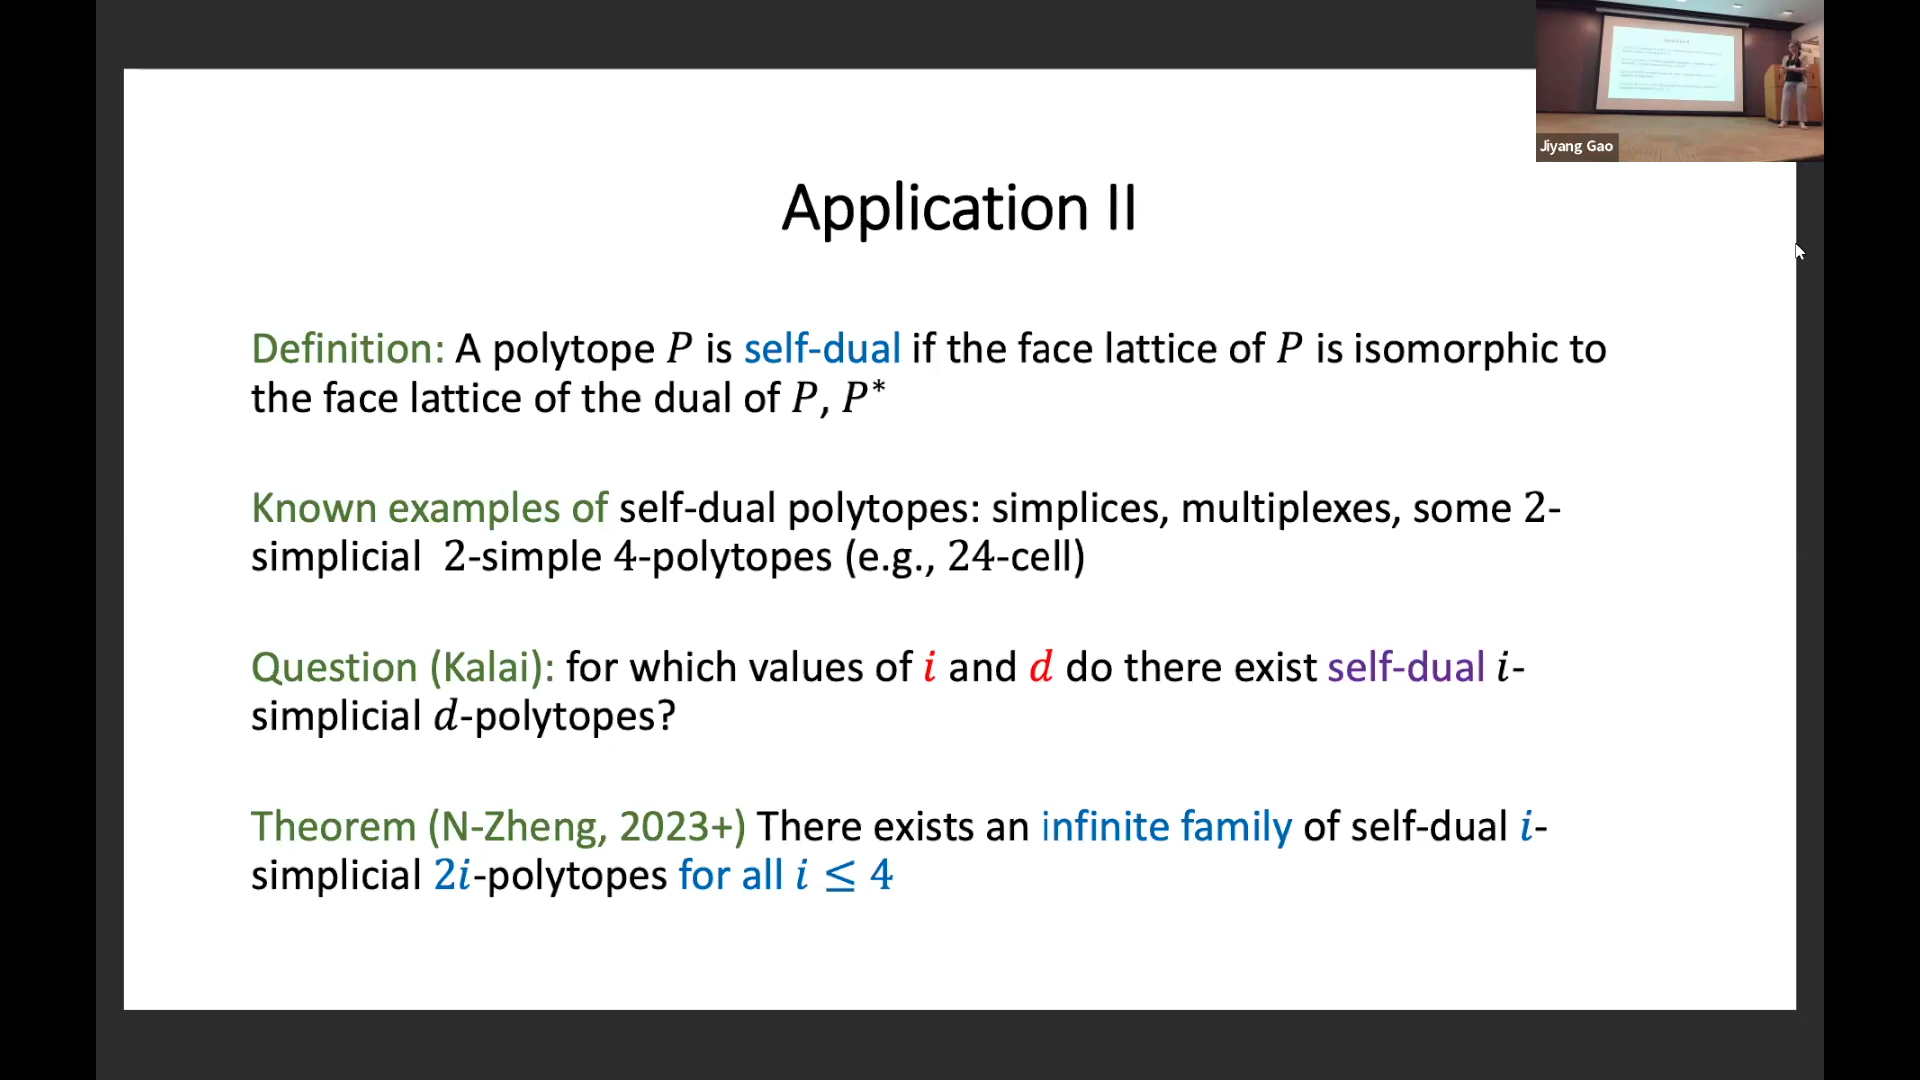 Jiyang Gao
Application II
Definition: A polytope P is self-dual if the face lattice of P is isomorphic to
the face lattice of the dual of P, P*
Known examples of self-dual polytopes: simplices, multiplexes, some 2-
simplicial 2-simple 4-polytopes (e.g., 24-cell)
Question (Kalai): for which values of i and d do there exist self-dual i-
simplicial d-polytopes?
Theorem (N-Zheng, 2023+) There exists an infinite family of self-dual i-
simplicial 2i-polytopes for all i ≤ 4